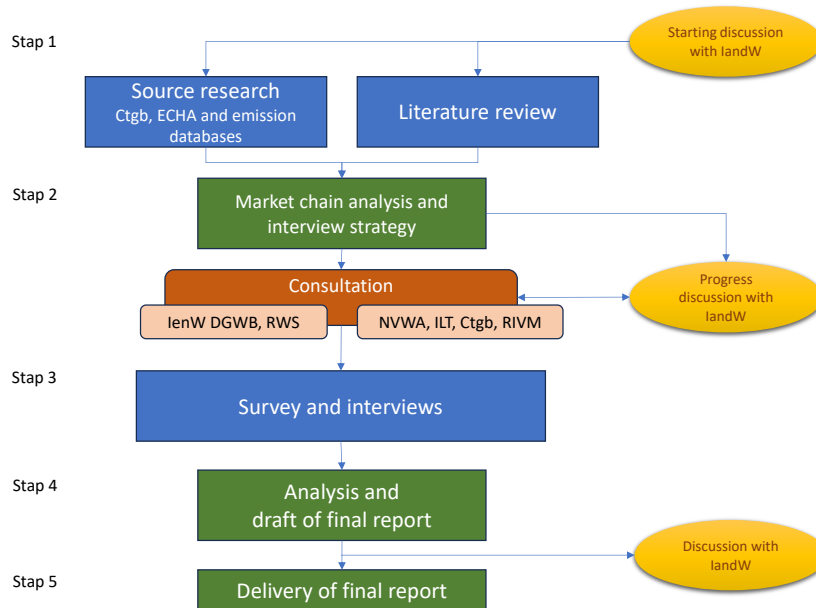 Stap 1
Starting discussion
with IandW
Source research
Ctgb, ECHA and emission
databases
Literature review
Stap 2
Market chain analysis and
interview strategy
Consultation
IenW DGWB, RWS
NVWA, ILT, Ctgb, RIVM
Progress
discussion with
IandW
Stap 3
Survey and interviews
Stap 4
Analysis and
draft of final report
Discussion with
IandW
Stap 5
Delivery of final report